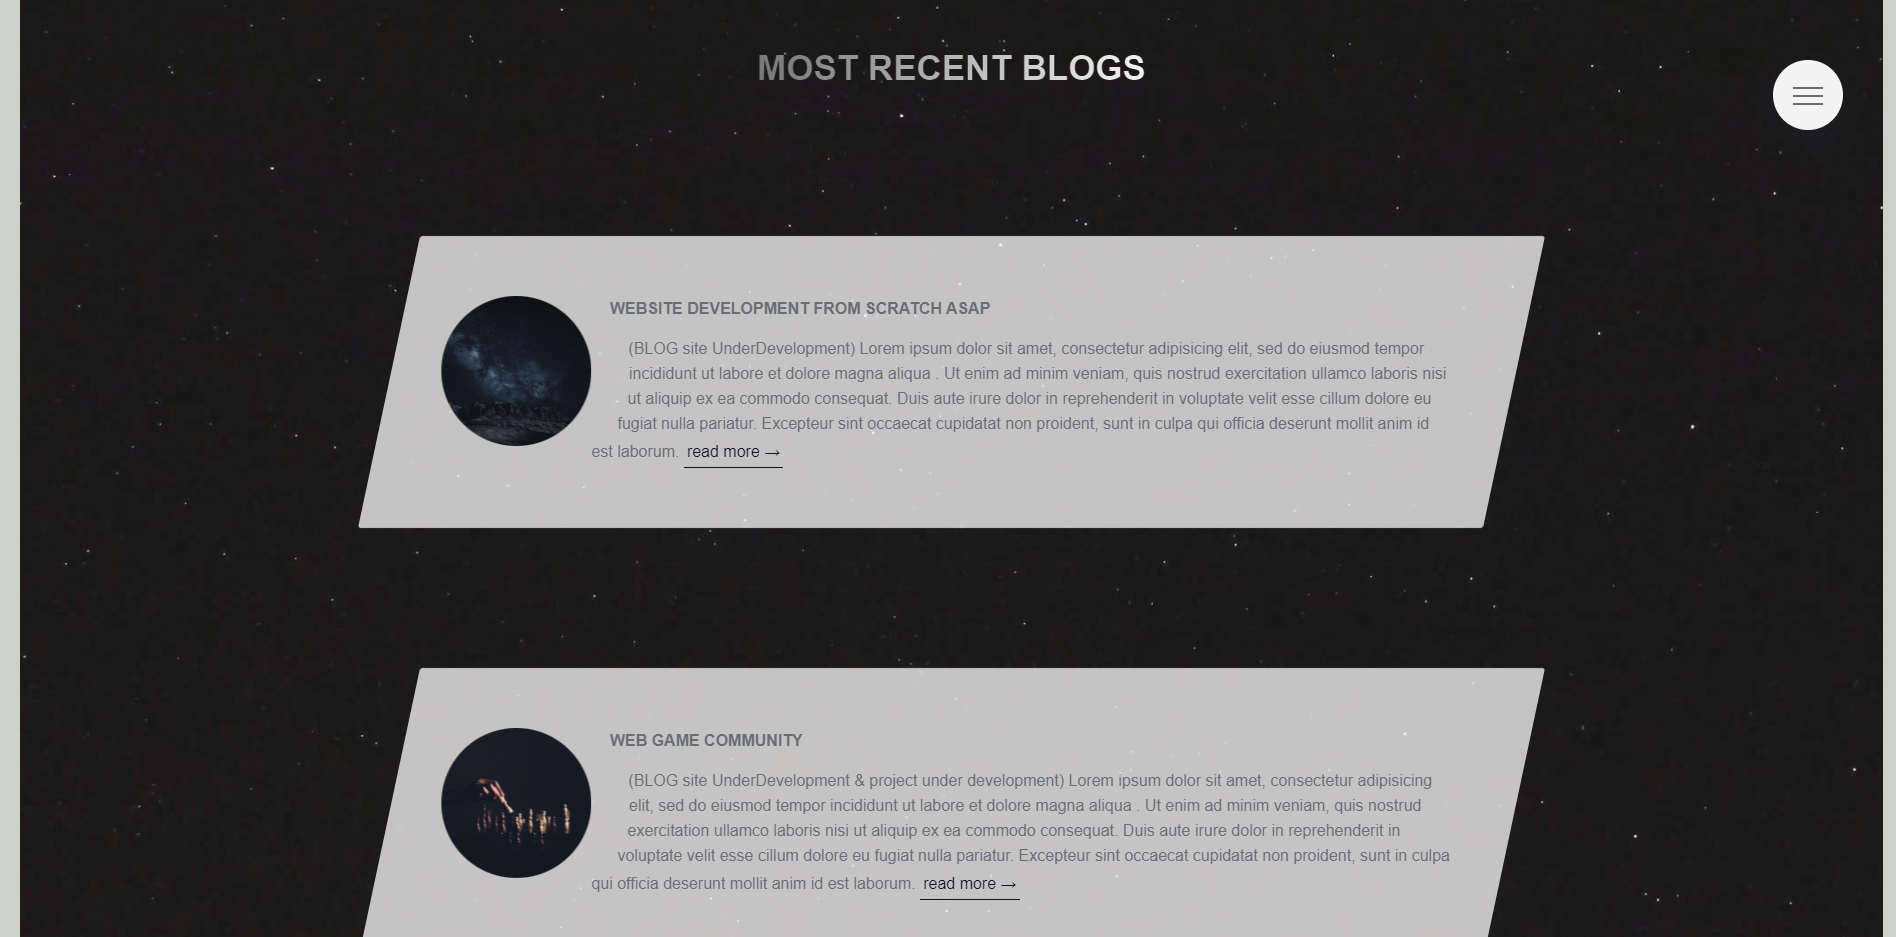 MOST RECENT BLOGS
WEBSITE DEVELOPMENT FROM SCRATCH ASAP
(BLOG site UnderDevelopment) Lorem ipsum dolor sit amet, consectetur adipisicing elit, sed do eiusmod tempor
incididunt ut labore et dolore magna aliqua . Ut enim ad minim veniam, quis nostrud exercitation ullamco laboris nisi
ut aliquip ex ea commodo consequat. Duis aute irure dolor in reprehenderit in voluptate velit esse cillum dolore eu
fugiat nulla pariatur. Excepteur sint occaecat cupidatat non proident, sunt in culpa qui officia deserunt mollit anim id
est laborum. read more →
WEB GAME COMMUNITY
(BLOG site UnderDevelopment & project under development) Lorem ipsum dolor sit amet, consectetur adipisicing
elit, sed do eiusmod tempor incididunt ut labore et dolore magna aliqua . Ut enim ad minim veniam, quis nostrud
exercitation ullamco laboris nisi ut aliquip ex ea commodo consequat. Duis aute irure dolor in reprehenderit in
voluptate velit esse cillum dolore eu fugiat nulla pariatur. Excepteur sint occaecat cupidatat non proident, sunt in culpa
qui officia deserunt mollit anim id est laborum. read more →